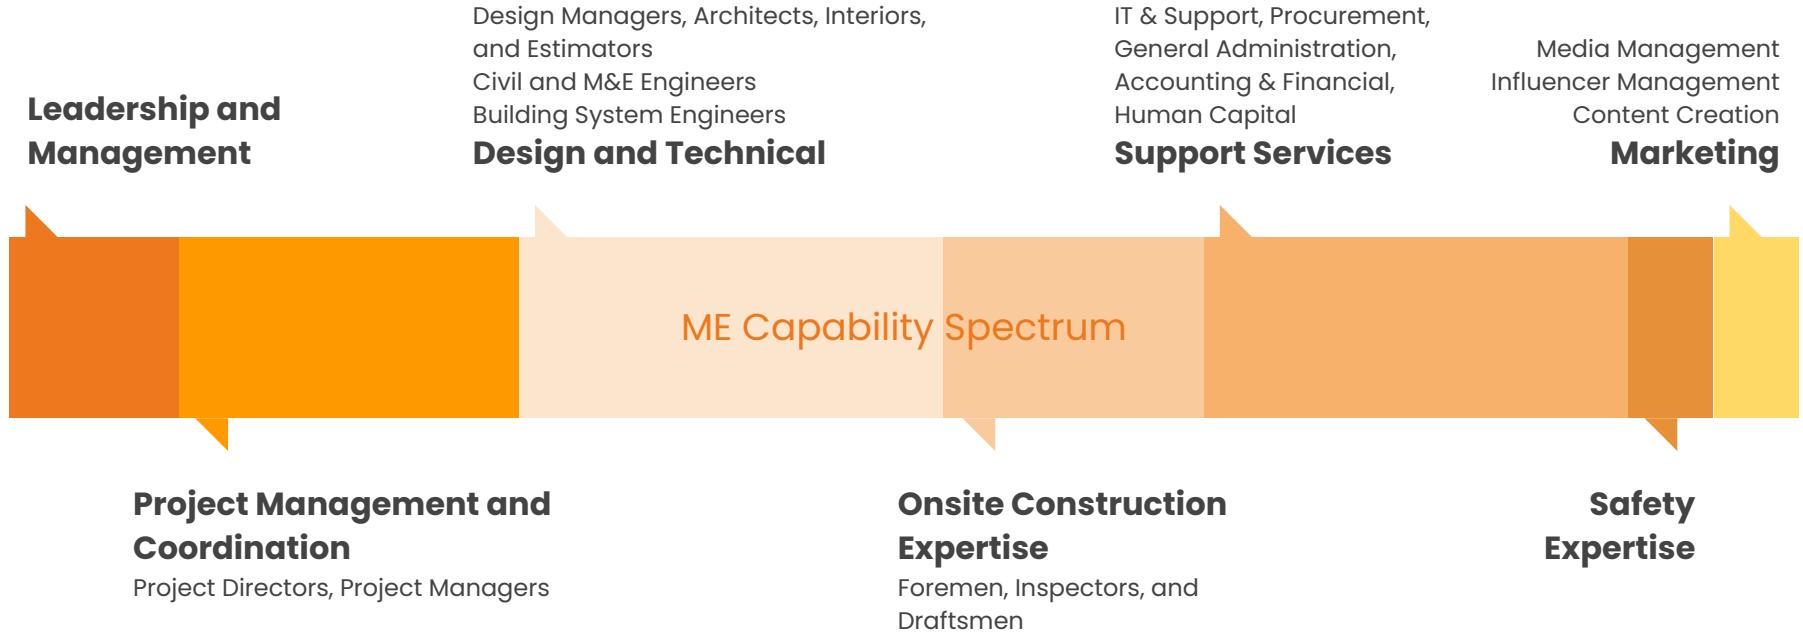 Leadership and
Management
Design Managers, Architects, Interiors,
and Estimators
Civil and M&E Engineers
Building System Engineers
Design and Technical
IT & Support, Procurement,
General Administration,
Accounting & Financial,
Human Capital
Support Services
Media Management
Influencer Management
Content Creation
Marketing
ME Capability Spectrum
Project Management and
Coordination
Project Directors, Project Managers
Onsite Construction
Expertise
Foremen, Inspectors, and
Draftsmen
Safety
Expertise